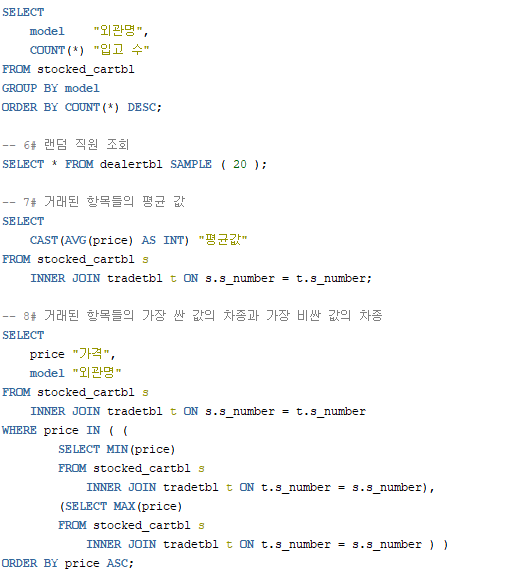 SELECT
    model    "외관명",
    COUNT(*) "입고 수"
FROM stocked_cartbl
GROUP BY model
ORDER BY COUNT(*) DESC;

-- 6# 랜덤 직원 조회
SELECT * FROM dealertbl SAMPLE ( 20 );

-- 7# 거래된 항목들의 평균 값
SELECT
    CAST(AVG(price) AS INT) "평균값"
FROM stocked_cartbl s
    INNER JOIN tradetbl t ON s.s_number = t.s_number;

-- 8# 거래된 항목들의 가장 싼 값의 차종과 가장 비싼 값의 차종
SELECT
    price "가격",
    model "외관명"
FROM stocked_cartbl s
    INNER JOIN tradetbl t ON s.s_number = t.s_number
WHERE price IN ( (
        SELECT MIN(price)
        FROM stocked_cartbl s
            INNER JOIN tradetbl t ON t.s_number = s.s_number),
        (SELECT MAX(price)
        FROM stocked_cartbl s
            INNER JOIN tradetbl t ON t.s_number = s.s_number ) )
ORDER BY price ASC;